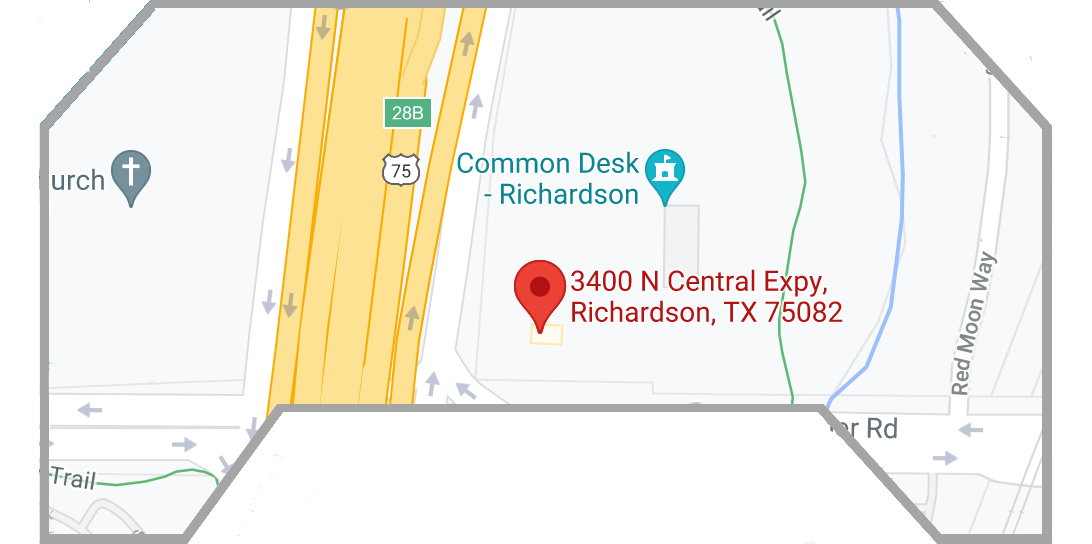 28B
75
urch
Common Desk
- Richardson
3400 N Central Expy,
Richardson, TX 75082
Red Moon Way
er Rd
Trail